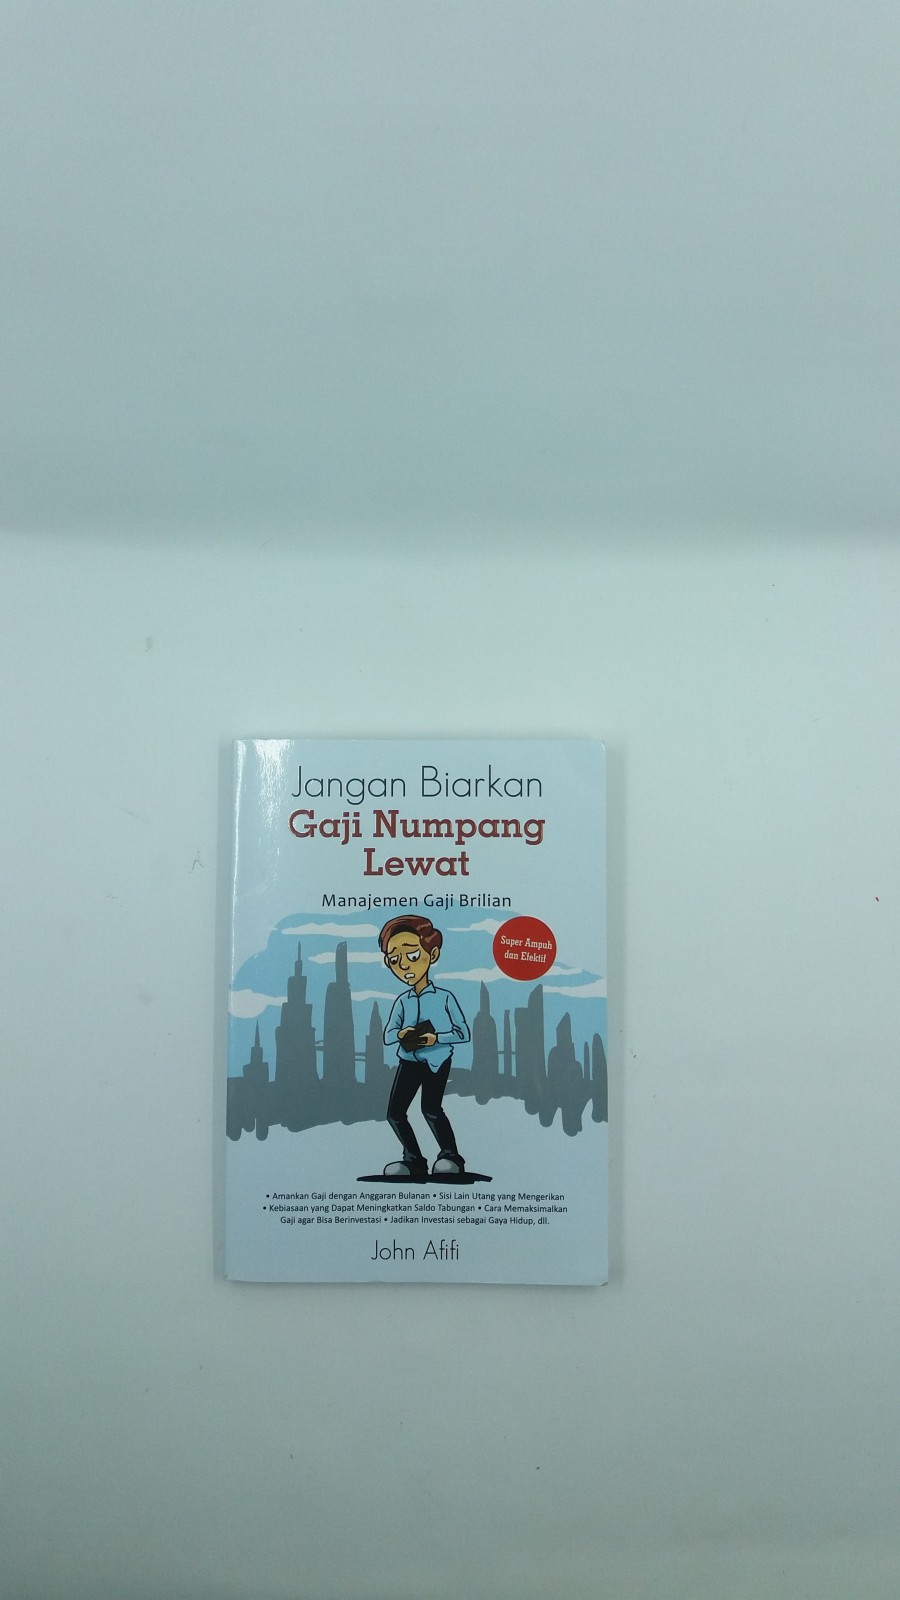 Jangan Biarkan
Gaji Numpang
Lewat
Manajemen Gaji Brilian
Super Ampuh
dan Efektif
• Amankan Gaji dengan Anggaran Bulanan • Sisi Lain Utang yang Mengerikan
• Kebiasaan yang Dapat Meningkatkan Saldo Tabungan • Cara Memaksimalkan
Gaji agar Bisa Berinvestasi • Jadikan Investasi sebagai Gaya Hidup, dll.
John Afifi